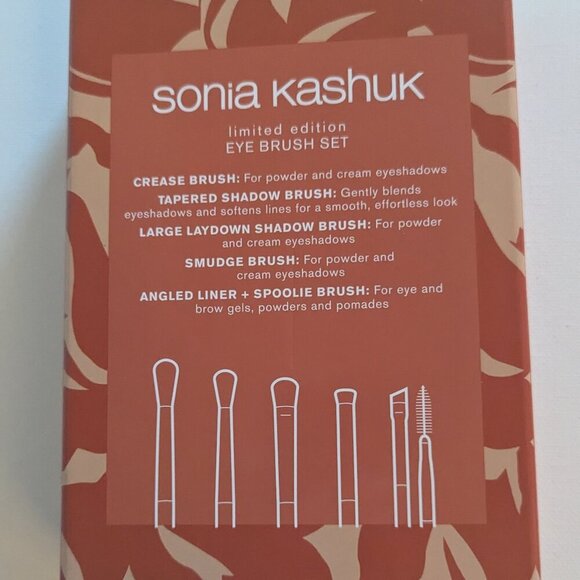 sonia kashuk
limited edition
EYE BRUSH SET
CREASE BRUSH: For powder and cream eyeshadows
TAPERED SHADOW BRUSH: Gently blends
eyeshadows and softens lines for a smooth, effortless look
LARGE LAYDOWN SHADOW BRUSH: For powder
and cream eyeshadows
SMUDGE BRUSH: For powder and
cream eyeshadows
ANGLED LINER + SPOOLIE BRUSH: For eye and
brow gels, powders and pomades